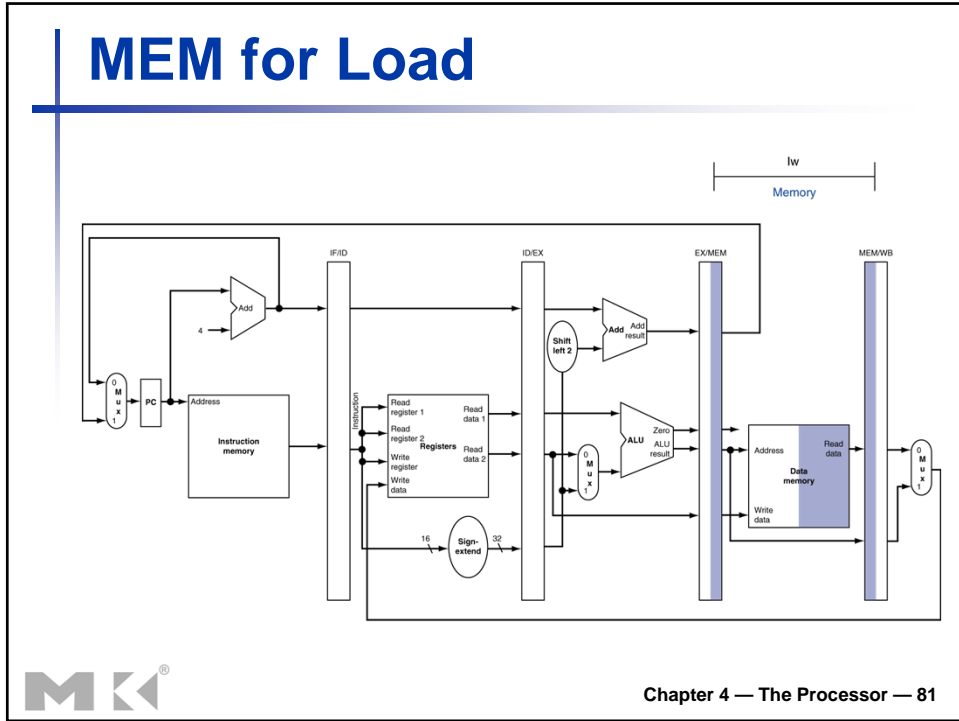 MEM for Load
lw
Memory
IF/ID
ID/EX
EX/MEM
MEM/WB
Add
4
Add
Add
result
Shift
left 2
0
M
u
x
1
PC
Address
Instruction
memory
Instruction
Read
register 1
Read
register 2
Registers
Write
register
Write
data
Read
data 1
Read
data 2
0
M
u
x
1
Zero
ALU
ALU
result
Address
Read
data
Data
memory
Write
data
0
M
u
x
1
16
Sign-
extend
32
MK®
Chapter 4 — The Processor — 81